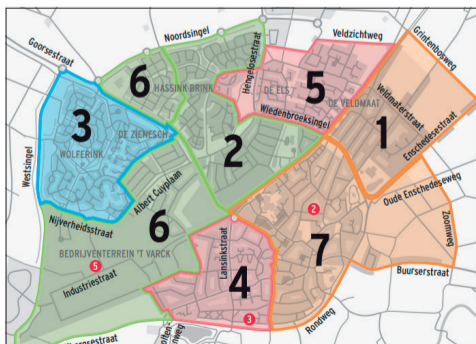 Noordsingel
Veldzichtweg
Goorsestraat
Grintenbosweg
6
HASSINK BRINK
Hengelosestraat
5
DE ELS
DE VELDMAAT
Veldmaterstraat
Enschedesestraat
3
DE ZIENESCH
WOLFERINK
Wiedenbroeksingel
1
2
Westsingel
Albert Cuyplaan
6
Oude Enschedeseweg
2
Zoomweg
Nijverheidsstraat
BEDRIJVENTERREIN 'T VARCK
7
5
Industriestraat
Lansinkstraat
4
Buurserstraat
3
Rondweg